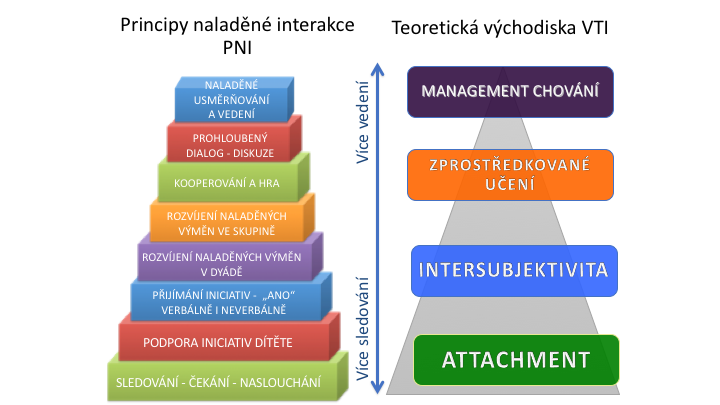 Principy naladěné interakce
PNI
NALADĚNÉ
USMĚRŇOVÁNÍ
A VEDENÍ
PROHLOUBENÝ
DIALOG - DISKUZE
KOOPEROVÁNÍ A HRA
ROZVÍJENÍ NALADĚNÝCH
VÝMĚN VE SKUPINĚ
ROZVÍJENÍ NALADĚNÝCH VÝMĚN
V DYÁDĚ
PŘIJÍMÁNÍ INICIATIV - „ANO“
VERBÁLNĚ I NEVERBÁLNĚ
PODPORA INICIATIV DÍTĚTE
SLEDOVÁNÍ - ČEKÁNÍ - NASLOUCHÁNÍ
Více vedení
Více sledování
Teoretická východiska VTI
MANAGEMENT CHOVÁNÍ
ZPROSTŘEDKOVANÉ
UČENÍ
INTERSUBJEKTIVITA
ATTACHMENT